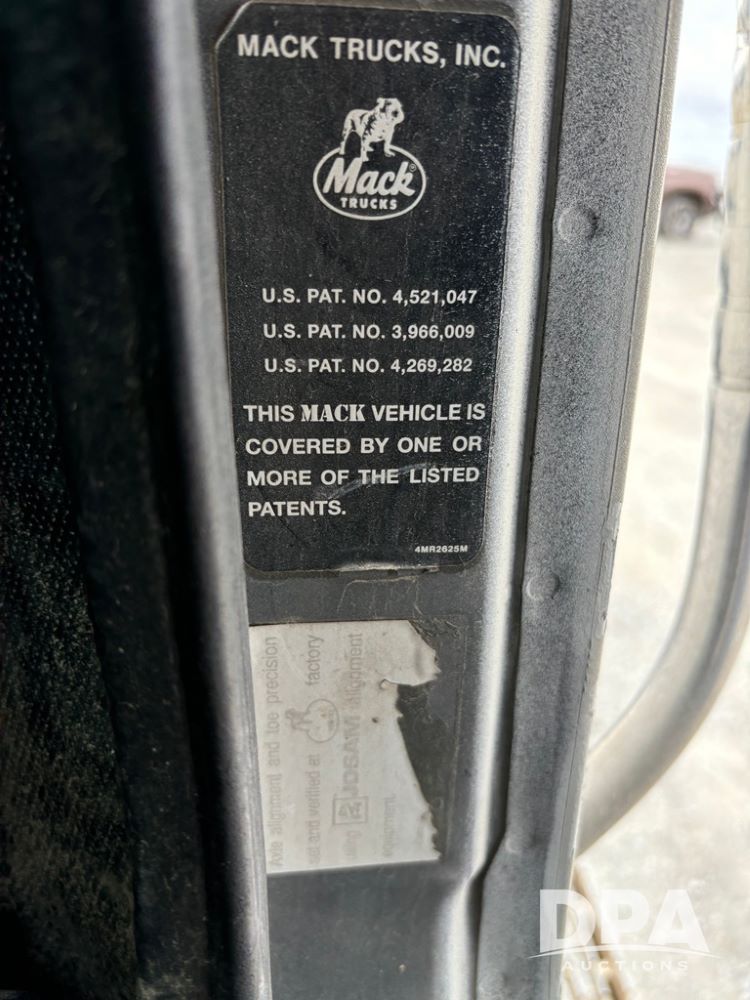 MACK TRUCKS, INC.
Mack®
TRUCKS
U.S. PAT. NO. 4,521,047
U.S. PAT. NO. 3,966,009
U.S. PAT. NO. 4,269,282
THIS MACK VEHICLE IS
COVERED BY ONE OR
MORE OF THE LISTED
PATENTS.
4MR2625M
Axle alignment and toe precision
set and verified at factory
using JOSAM alignment
equipment.
DPA
AUCTIONS